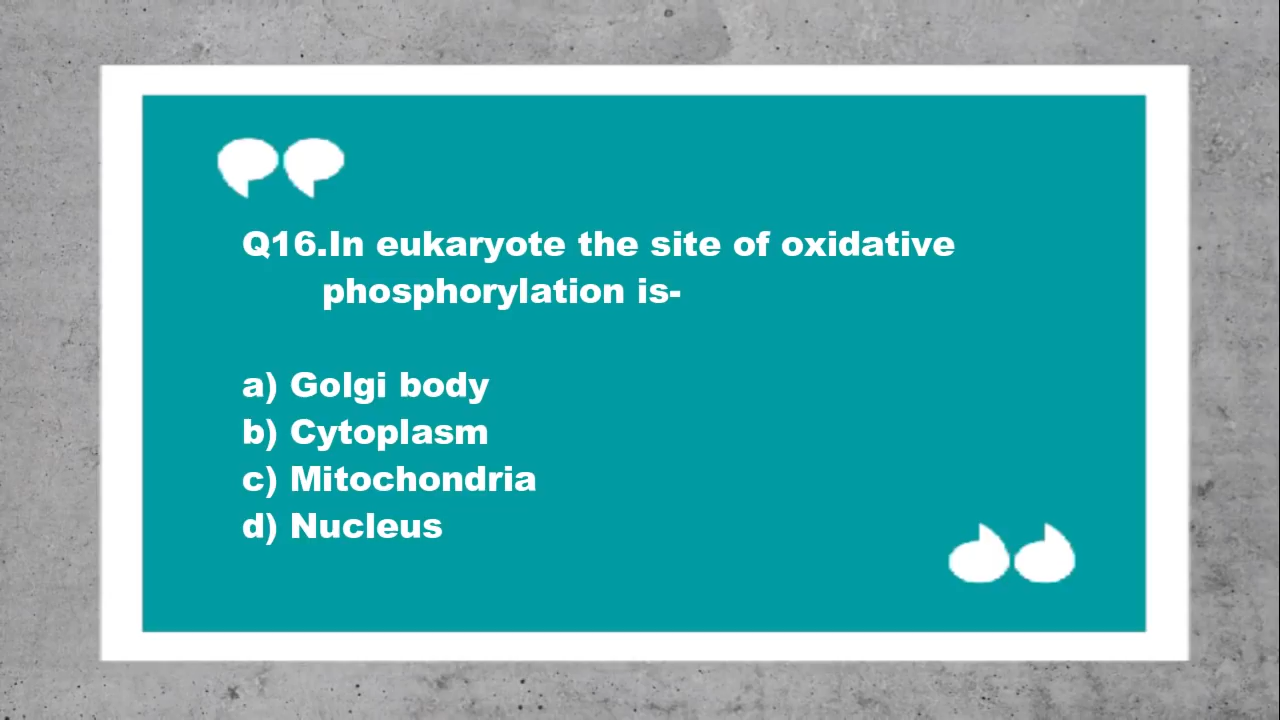 Q16.In eukaryote the site of oxidative
phosphorylation is-
a) Golgi body
b) Cytoplasm
c) Mitochondria
d) Nucleus